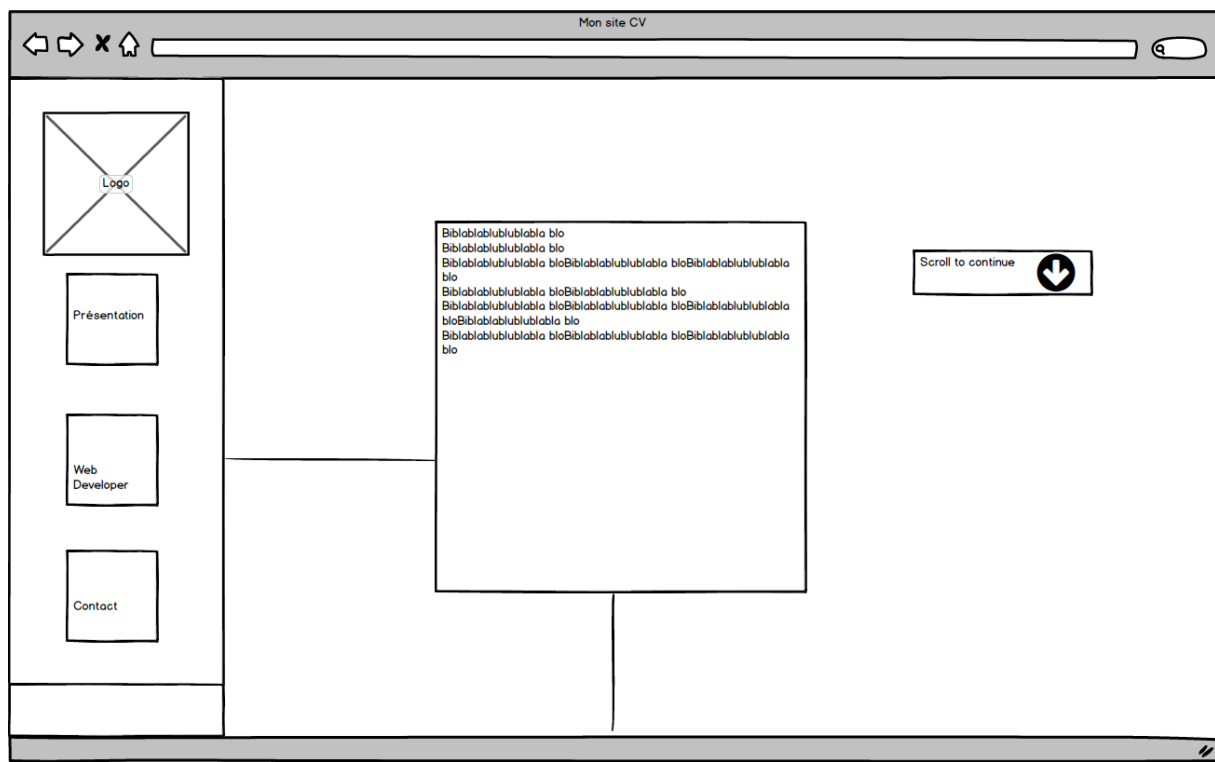 Mon site CV
Logo
Présentation
Web
Developer
Contact
Biblablablublublabla blo
Biblablablublublabla blo
Biblablablublublabla bloBiblablablublublabla bloBiblablablublublabla
blo
Biblablablublublabla bloBiblablablublublabla blo
Biblablablublublabla bloBiblablablublublabla bloBiblablablublublabla
bloBiblablablublublabla blo
Biblablablublublabla bloBiblablablublublabla bloBiblablablublublabla
blo
Scroll to continue